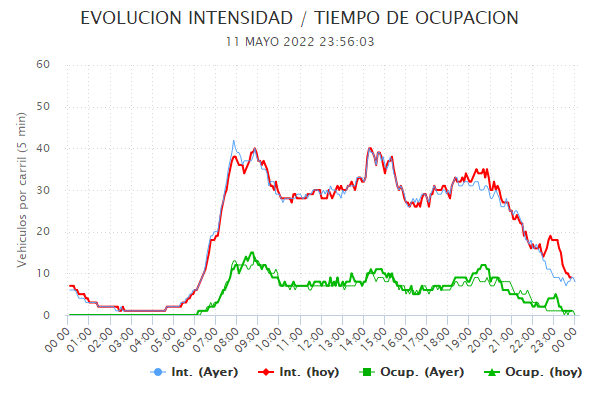 EVOLUCION INTENSIDAD / TIEMPO DE OCUPACION
11 MAYO 2022 23:56:03
Vehiculos por carril (5 min)
60
50
40
30
20
10
0
00:00 01:00 02:00 03:00 04:00 05:00 06:00 07:00 08:00 09:00 10:00 11:00 12:00 13:00 14:00 15:00 16:00 17:00 18:00 19:00 20:00 21:00 22:00 23:00 00:00
Int. (Ayer) Int. (hoy) Ocup. (Ayer) Ocup. (hoy)